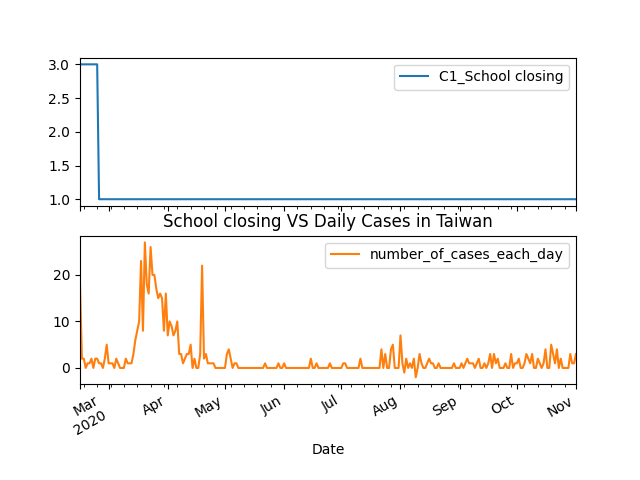 3.0
2.5
2.0
1.5
1.0
C1_School closing
School closing VS Daily Cases in Taiwan
20
10
0
number_of_cases_each_day
Mar
2020
Apr
May
Jun
Jul
Aug
Sep
Oct
Nov
Date